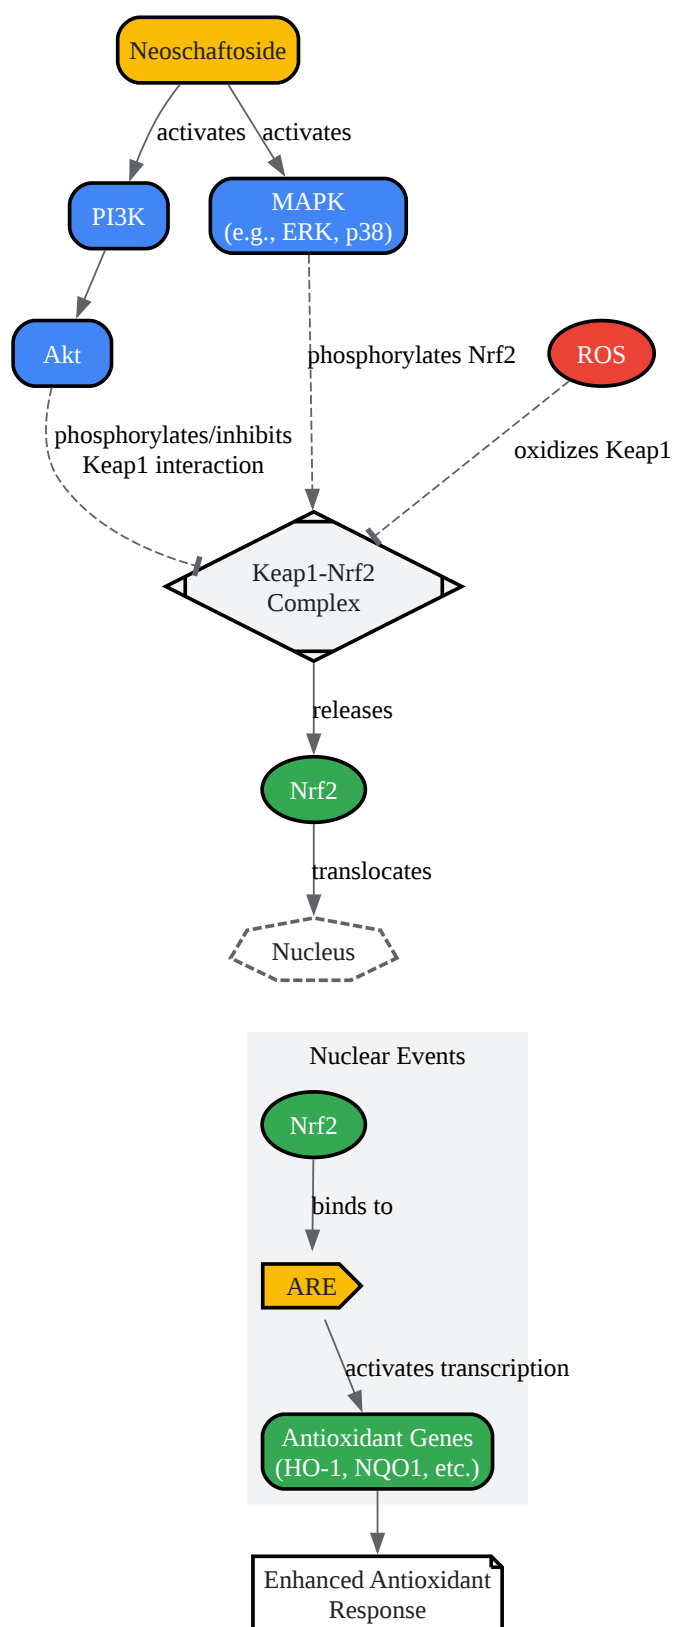 Neoschaftoside
activates
activates
PI3K
MAPK
(e.g., ERK, p38)
Akt
phosphorylates Nrf2
ROS
phosphorylates/inhibits
Keap1 interaction
oxidizes Keap1
Keap1-Nrf2
Complex
releases
Nrf2
translocates
Nucleus
Nuclear Events
Nrf2
binds to
ARE
activates transcription
Antioxidant Genes
(HO-1, NQO1, etc.)
Enhanced Antioxidant
Response